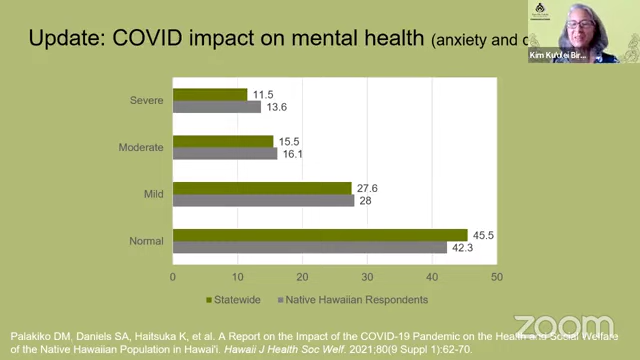 Update: COVID impact on mental health (anxiety and
Kim Ku'ulei Bir...
Severe
11.5
13.6
Moderate
15.5
16.1
Mild
27.6
28
Normal
45.5
42.3
0 10 20 30 40 50
Statewide Native Hawaiian Respondents
zoom
Palakiko DM, Daniels SA, Haitsuka K, et al. A Report on the Impact of the COVID-19 Pandemic on the Health and Social Welfare
of the Native Hawaiian Population in Hawai'i. Hawaii J Health Soc Welf. 2021;80(9 Suppl 1):62-70.